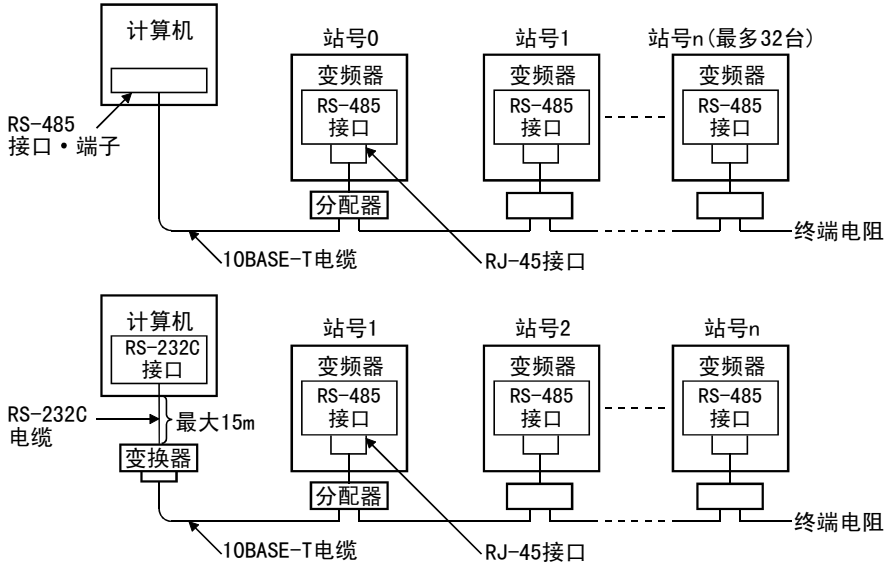 计算机
站号0
站号1
站号n(最多32台)
变频器
变频器
变频器
RS-485
接口
RS-485
接口
RS-485
接口
RS-485
接口·端子
分配器
终端电阻
10BASE-T电缆
RJ-45接口
计算机
RS-232C
接口
站号1
站号2
站号n
变频器
变频器
变频器
RS-485
接口
RS-485
接口
RS-485
接口
RS-232C
电缆
最大15m
变换器
分配器
终端电阻
10BASE-T电缆
RJ-45接口